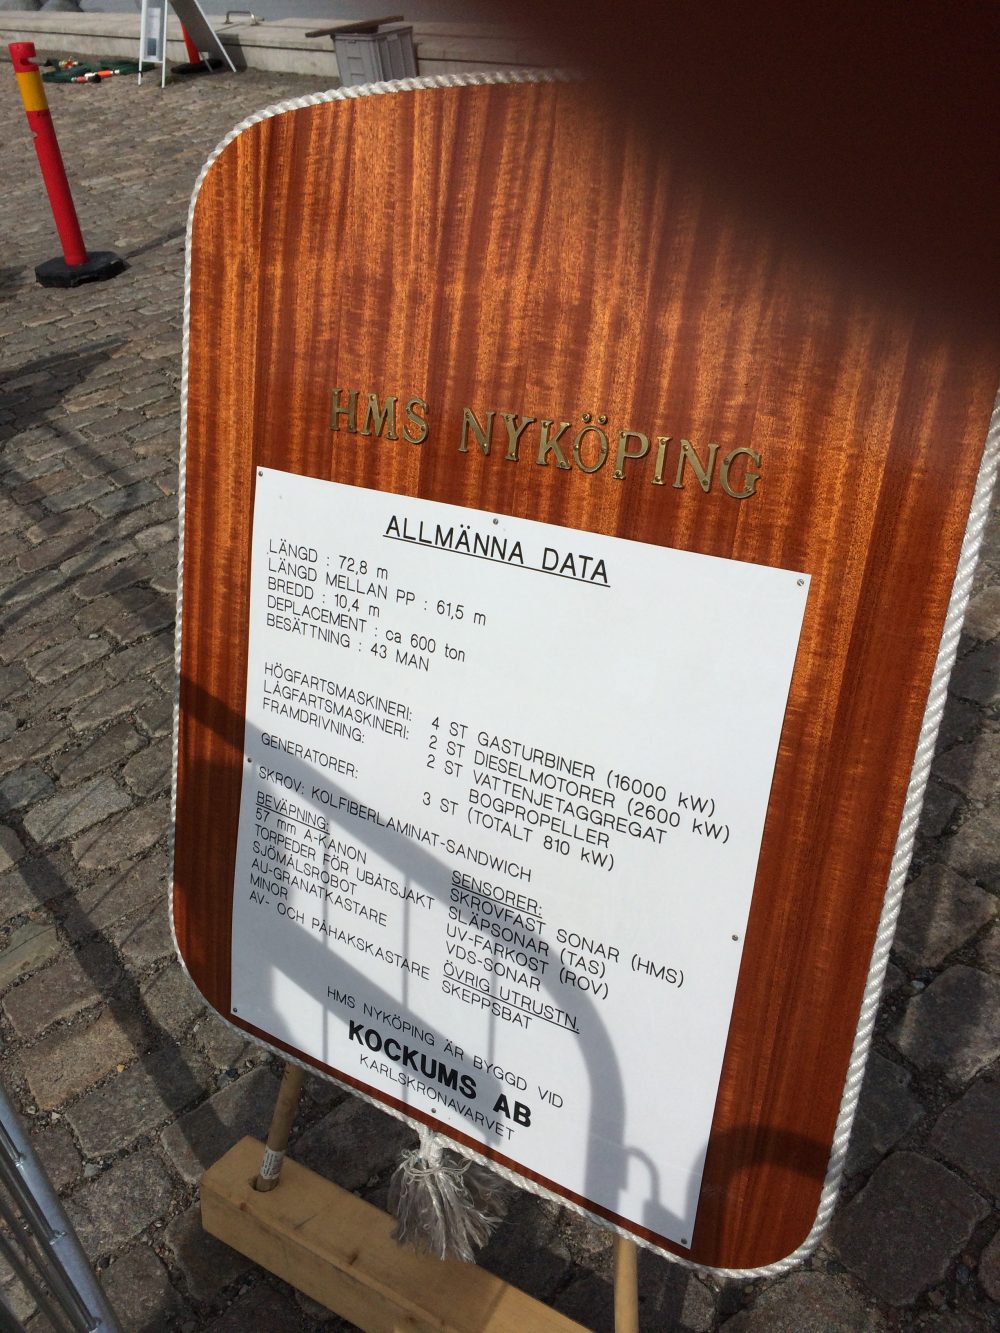 HMS NYKÖPING
ALLMÄNNA DATA
LÄNGD : 72,8 m
LÄNGD MELLAN PP : 61,5 m
BREDD : 10,4 m
DEPLACEMENT : ca 600 ton
BESÄTTNING : 43 MAN
HÖGFARTSMASKINERI: 4 ST GASTURBINER (16000 kW)
LÅGFARTSMASKINERI: 2 ST DIESELMOTORER (2600 kW)
FRAMDRIVNING: 2 ST VATTENJETAGGREGAT
BOGPROPELLER
GENERATORER: 3 ST (TOTALT 810 kW)
SKROV: KOLFIBERLAMINAT-SANDWICH
BEVÄPNING:
57 mm A-KANON
TORPEDER FÖR UBÅTSJAKT
SJÖMÅLSROBOT
AU-GRANATKASTARE
MINOR
AV- OCH PÅHAKSKASTARE
SENSORER:
SKROVFAST SONAR (HMS)
SLÄPSONAR (TAS)
UV-FARKOST (ROV)
VDS-SONAR
ÖVRIG UTRUSTN.
SKEPPSBÅT
HMS NYKÖPING ÄR BYGGD VID
KOCKUMS AB
KARLSKRONAVARVET